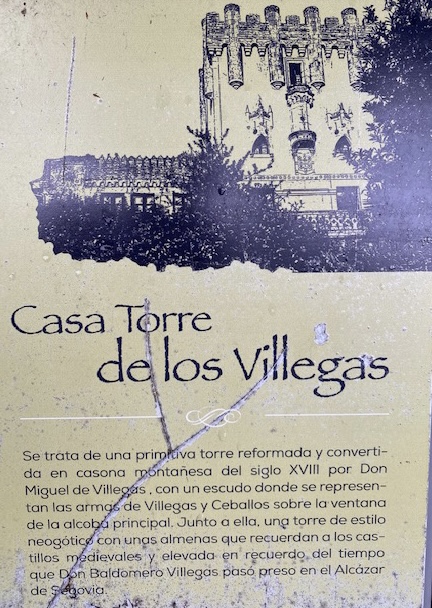 Casa Torre
de los Villegas
Se trata de una primitiva torre reformada y converti-
da en casona montañesa del siglo XVIII por Don
Miguel de Villegas , con un escudo donde se represen-
tan las armas de Villegas y Ceballos sobre la ventana
de la alcoba principal. Junto a ella, una torre de estilo
neogótico con unas almenas que recuerdan a los cas-
tillos medievales y elevada en recuerdo del tiempo
que Don Baldomero Villegas pasó preso en el Alcázar
de Segovia.